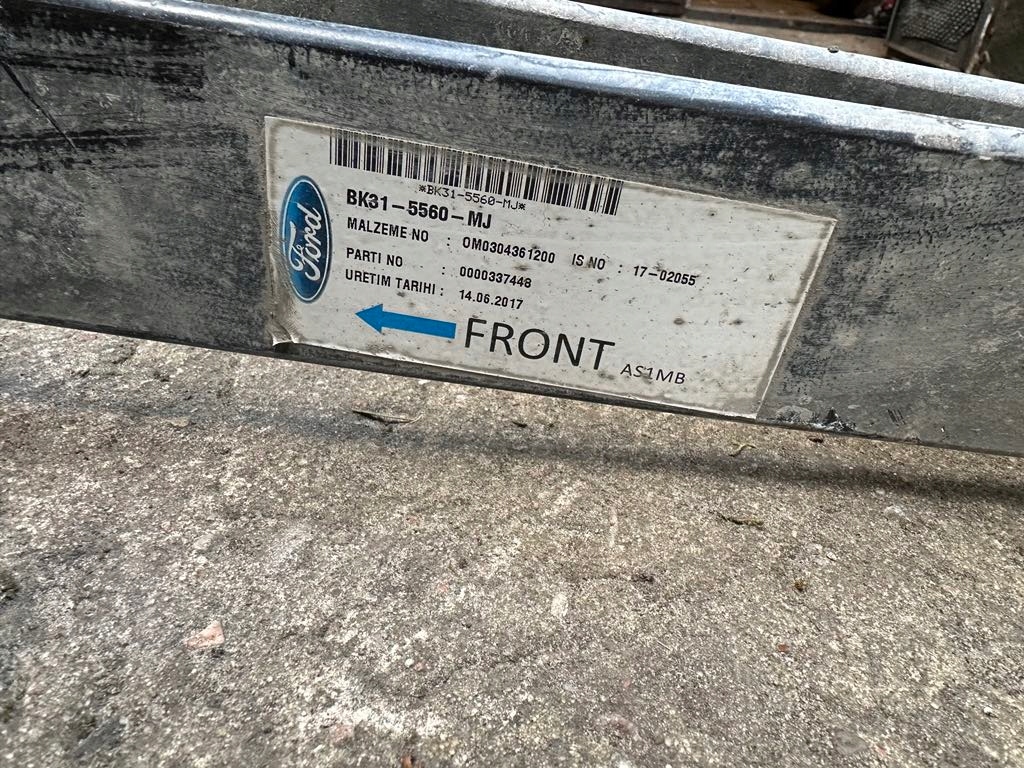 *BK31-5560-MJ*
Ford
BK31-5560-MJ
MALZEME NO : OM0304361200 IS NO : 17-02055
PARTI NO : 0000337448
URETIM TARIHI : 14.06.2017
FRONT AS1MB